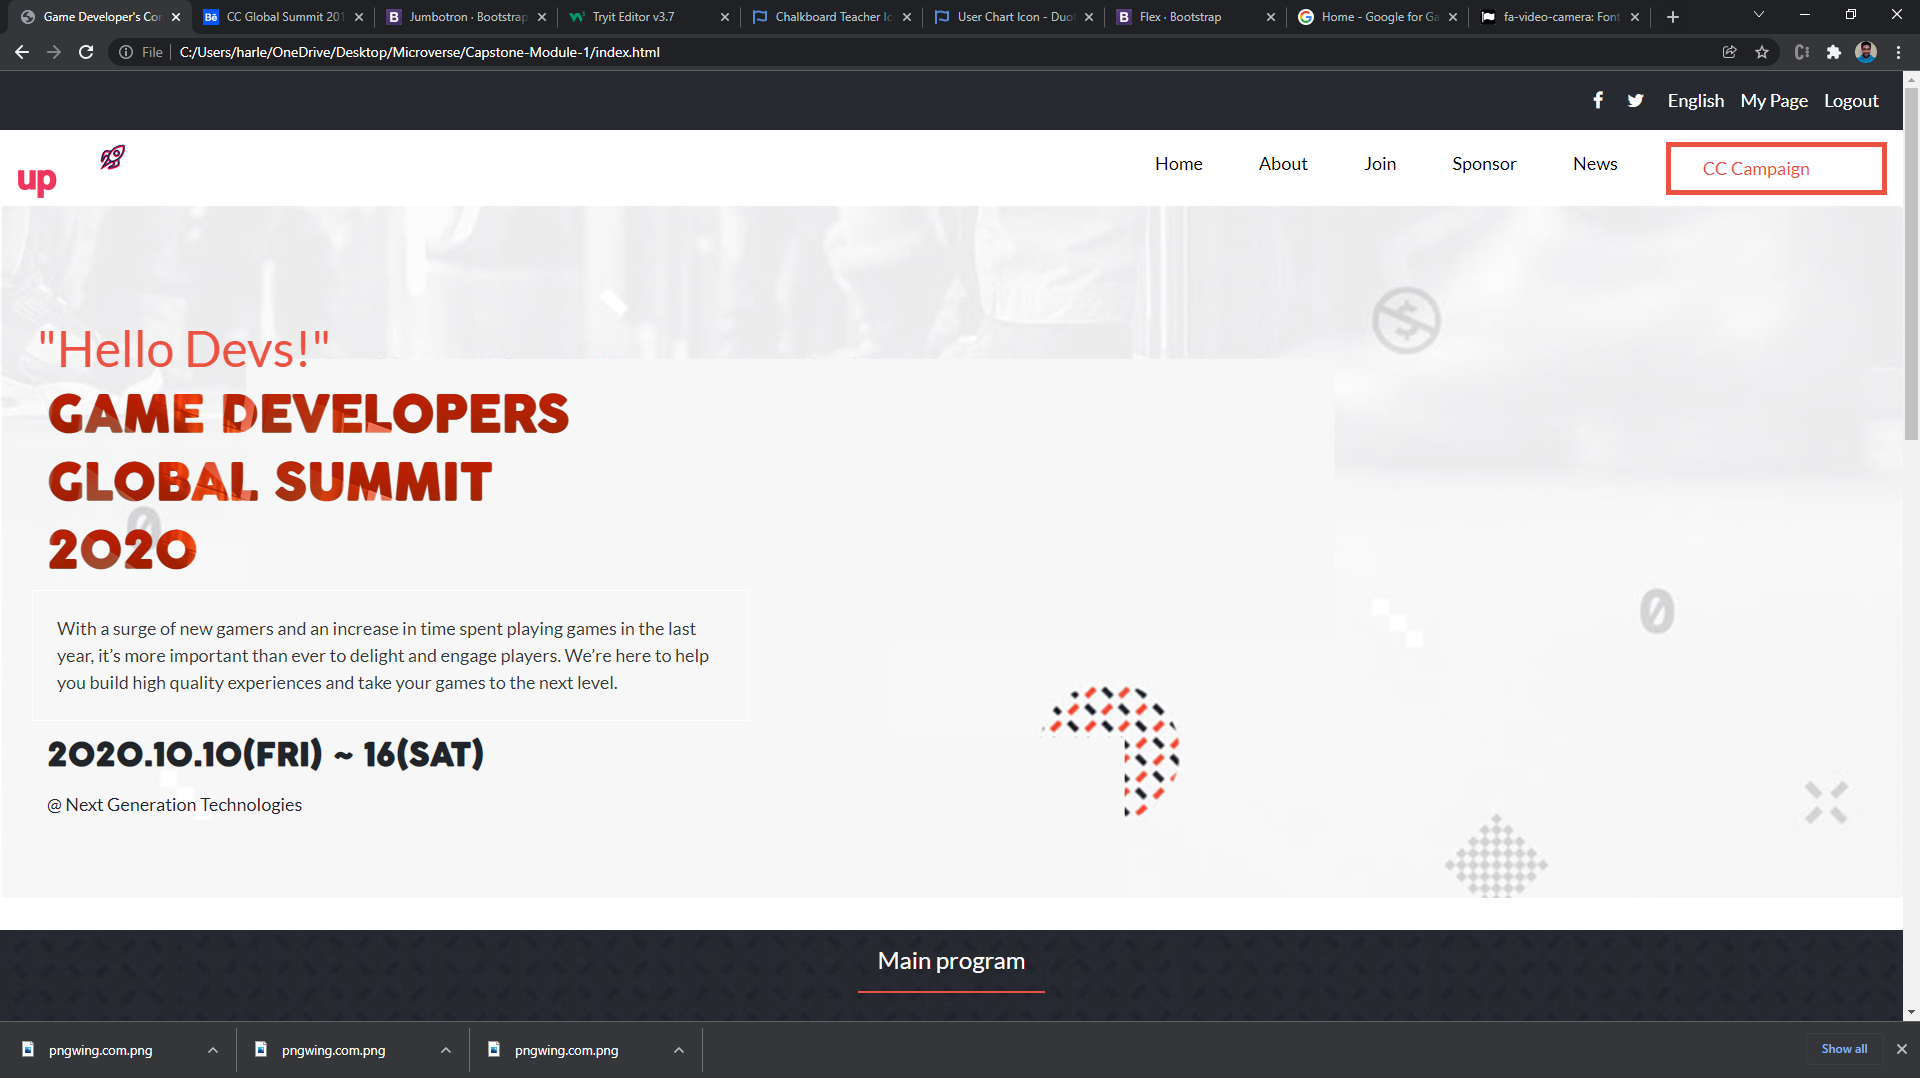 Game Developer's Con
CC Global Summit 201
Jumbotron · Bootstrap
Tryit Editor v3.7
Chalkboard Teacher Ic
User Chart Icon - Duot
Flex · Bootstrap
Home - Google for Ga
fa-video-camera: Font
File
C:/Users/harle/OneDrive/Desktop/Microverse/Capstone-Module-1/index.html
English My Page Logout
up
Home About Join Sponsor News CC Campaign
"Hello Devs!"
GAME DEVELOPERS
GLOBAL SUMMIT
2020
With a surge of new gamers and an increase in time spent playing games in the last
year, it’s more important than ever to delight and engage players. We’re here to help
you build high quality experiences and take your games to the next level.
2020.10.10(FRI) ~ 16(SAT)
@ Next Generation Technologies
Main program
pngwing.com.png
pngwing.com.png
pngwing.com.png
Show all